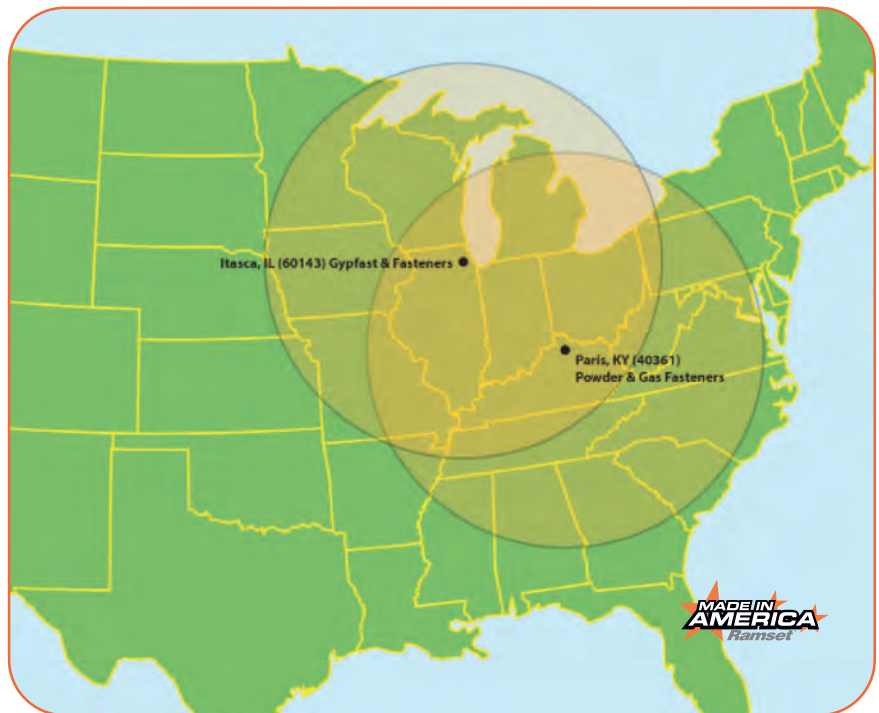 Itasca, IL (60143) Gypfast & Fasteners
Paris, KY (40361)
Powder & Gas Fasteners
MADE IN
AMERICA
Ramset